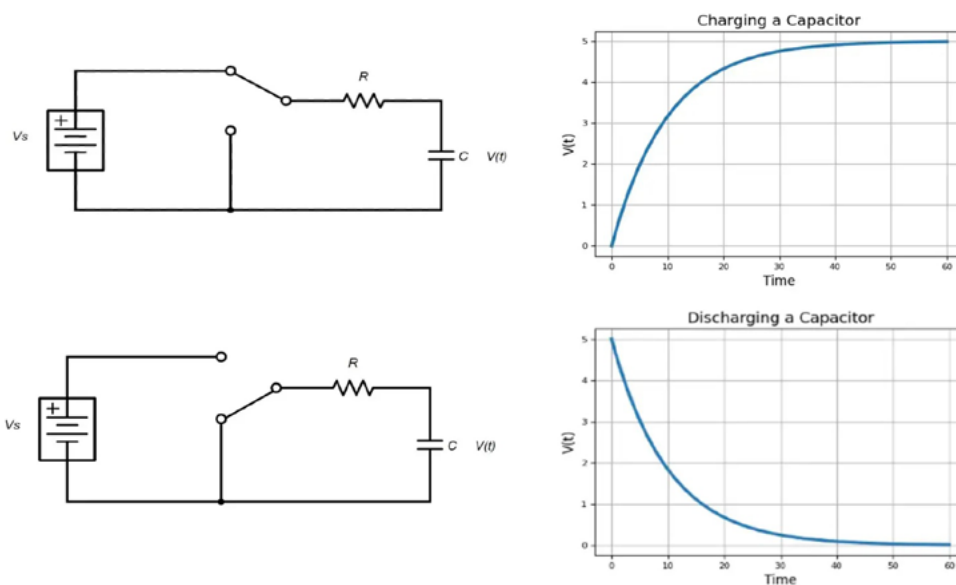 Vs
+
R
C V(t)
Charging a Capacitor
V(t)
5
4
3
2
1
0
0 10 20 30 40 50 60
Time
Vs
+
R
C V(t)
Discharging a Capacitor
V(t)
5
4
3
2
1
0
0 10 20 30 40 50 60
Time